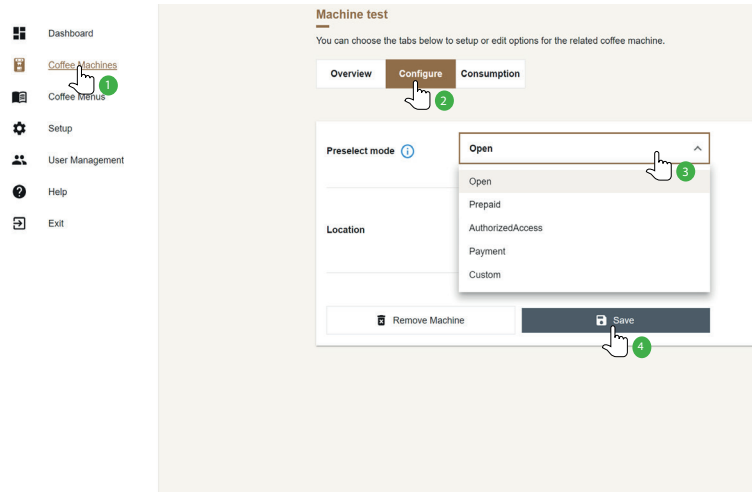 Machine test
You can choose the tabs below to setup or edit options for the related coffee machine.
Dashboard
Coffee Machines
1
Coffee Menus
Setup
User Management
Help
Exit
Overview
Configure
Consumption
2
Preselect mode
i
Open
3
Open
Prepaid
AuthorizedAccess
Payment
Custom
Location
Remove Machine
Save
4